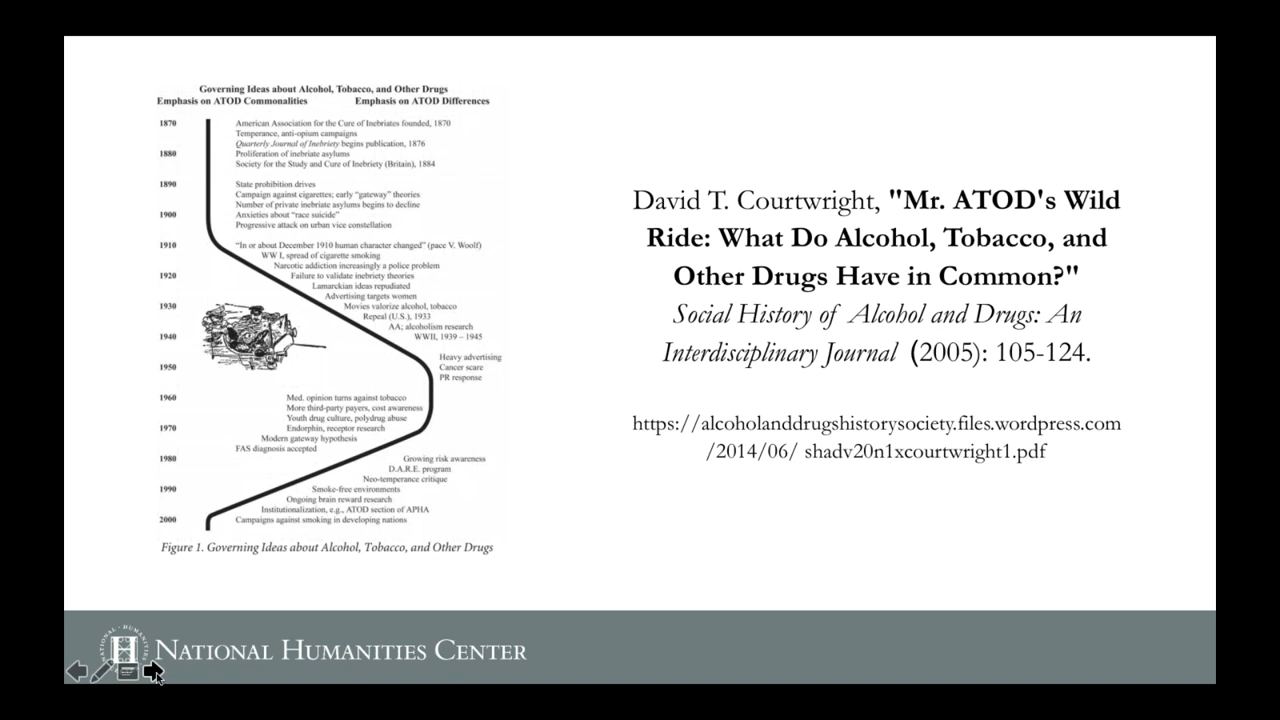 Governing Ideas about Alcohol, Tobacco, and Other Drugs
Emphasis on ATOD Commonalities Emphasis on ATOD Differences
1870 American Association for the Cure of Inebriates founded, 1870
Temperance, anti-opium campaigns
Quarterly Journal of Inebriety begins publication, 1876
1880 Proliferation of inebriate asylums
Society for the Study and Cure of Inebriety (Britain), 1884
1890 State prohibition drives
Campaign against cigarettes; early “gateway” theories
Number of private inebriate asylums begins to decline
1900 Anxieties about “race suicide”
Progressive attack on urban vice constellation
1910 “In or about December 1910 human character changed” (pace V. Woolf)
WW I, spread of cigarette smoking
Narcotic addiction increasingly a police problem
1920 Failure to validate inebriety theories
Lamarckian ideas repudiated
Advertising targets women
1930 Movies valorize alcohol, tobacco
Repeal (U.S.), 1933
AA; alcoholism research
1940 WWII, 1939 – 1945
Heavy advertising
1950 Cancer scare
PR response
1960 Med. opinion turns against tobacco
More third-party payers, cost awareness
Youth drug culture, polydrug abuse
1970 Endorphin, receptor research
Modern gateway hypothesis
FAS diagnosis accepted
1980 Growing risk awareness
D.A.R.E. program
Neo-temperance critique
1990 Smoke-free environments
Ongoing brain reward research
Institutionalization, e.g., ATOD section of APHA
2000 Campaigns against smoking in developing nations
Figure 1. Governing Ideas about Alcohol, Tobacco, and Other Drugs
David T. Courtwright, "Mr. ATOD's Wild
Ride: What Do Alcohol, Tobacco, and
Other Drugs Have in Common?"
Social History of Alcohol and Drugs: An
Interdisciplinary Journal (2005): 105-124.
https://alcoholanddrugshistorysociety.files.wordpress.com
/2014/06/ shadv20n1xcourtwright1.pdf
NATIONAL HUMANITIES CENTER